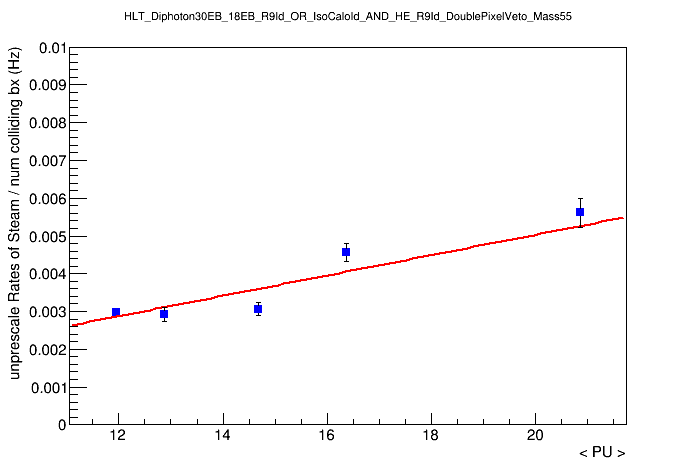 HLT_Diphoton30EB_18EB_R9Id_OR_IsoCaloId_AND_HE_R9Id_DoublePixelVeto_Mass55
unprescale Rates of Steam / num colliding bx (Hz)
0.01
0.009
0.008
0.007
0.006
0.005
0.004
0.003
0.002
0.001
0
12 14 16 18 20
< PU >